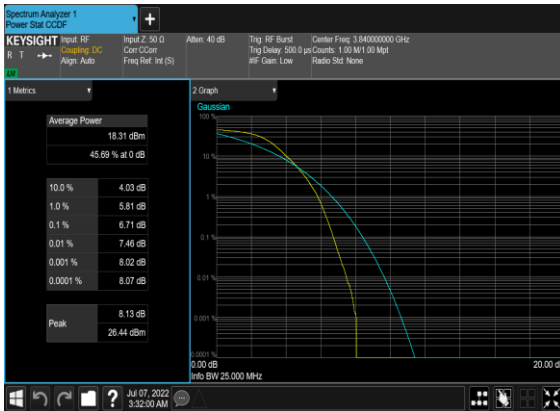 Spectrum Analyzer 1
Power Stat CCDF
KEYSIGHT
R T
Input: RF
Coupling: DC
Align: Auto
Input Z: 50 Ω
Corr CCorr
Freq Ref: Int (S)
Atten: 40 dB
Trig: RF Burst
Trig Delay: 500.0 µs
#IF Gain: Low
Center Freq: 3.840000000 GHz
Counts: 1.00 M/1.00 Mpt
Radio Std: None
1 Metrics
Average Power
18.31 dBm
45.69 % at 0 dB
10.0 % 4.03 dB
1.0 % 5.81 dB
0.1 % 6.71 dB
0.01 % 7.46 dB
0.001 % 8.02 dB
0.0001 % 8.07 dB
Peak
8.13 dB
26.44 dBm
2 Graph
Gaussian
100 %
10 %
1 %
0.1 %
0.01 %
0.001 %
0.0001 %
0.00 dB
20.00 d
Info BW 25.000 MHz
Jul 07, 2022
3:32:00 AM